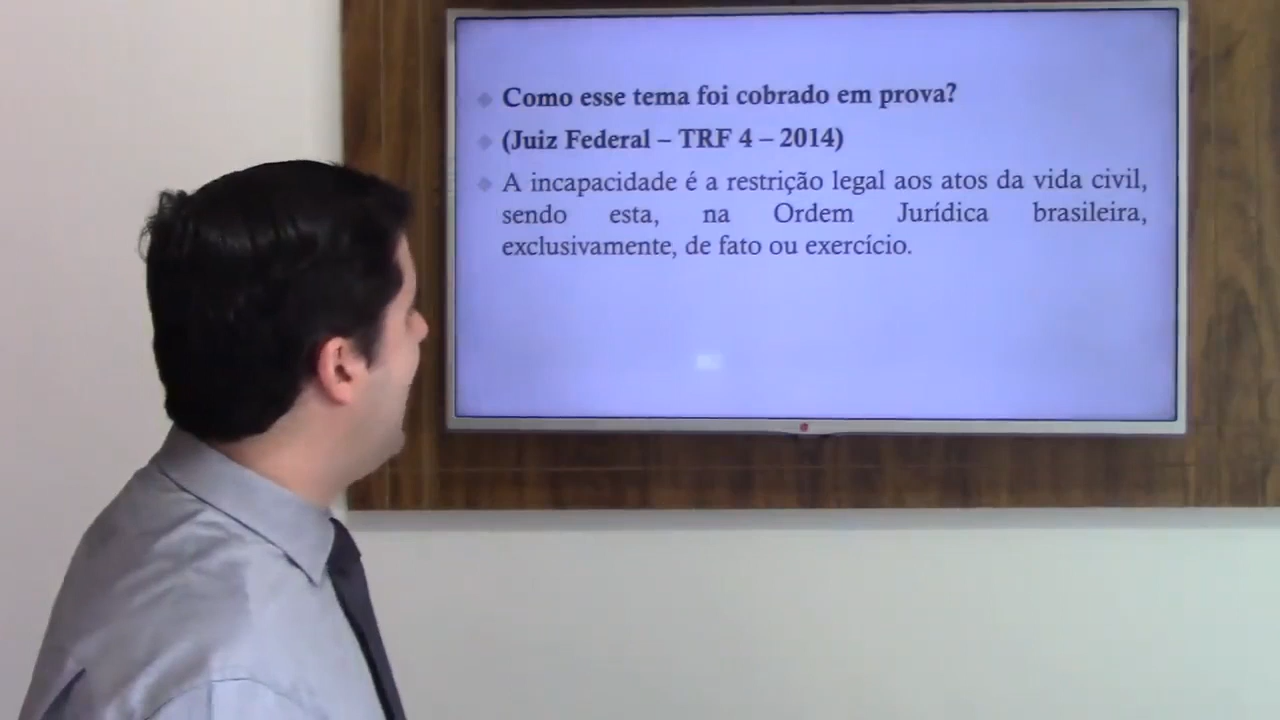 Como esse tema foi cobrado em prova?
(Juiz Federal – TRF 4 – 2014)
A incapacidade é a restrição legal aos atos da vida civil,
sendo esta, na Ordem Jurídica brasileira,
exclusivamente, de fato ou exercício.